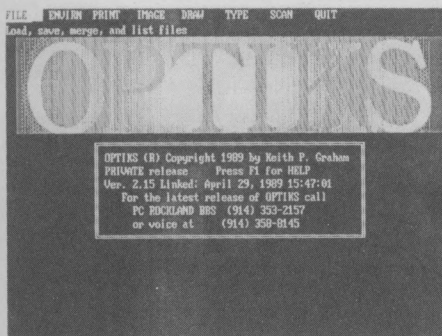 FILE ENVIRN PRINT IMAGE DRAW TYPE SCAN QUIT
Load, save, merge, and list files
OPTIKS
OPTIKS (R) Copyright 1989 by Keith P. Graham
PRIVATE release Press F1 for HELP
Ver. 2.15 Linked: April 29, 1989 15:47:01
For the latest release of OPTIKS call
PC ROCKLAND BBS (914) 353-2157
or voice at (914) 358-8145